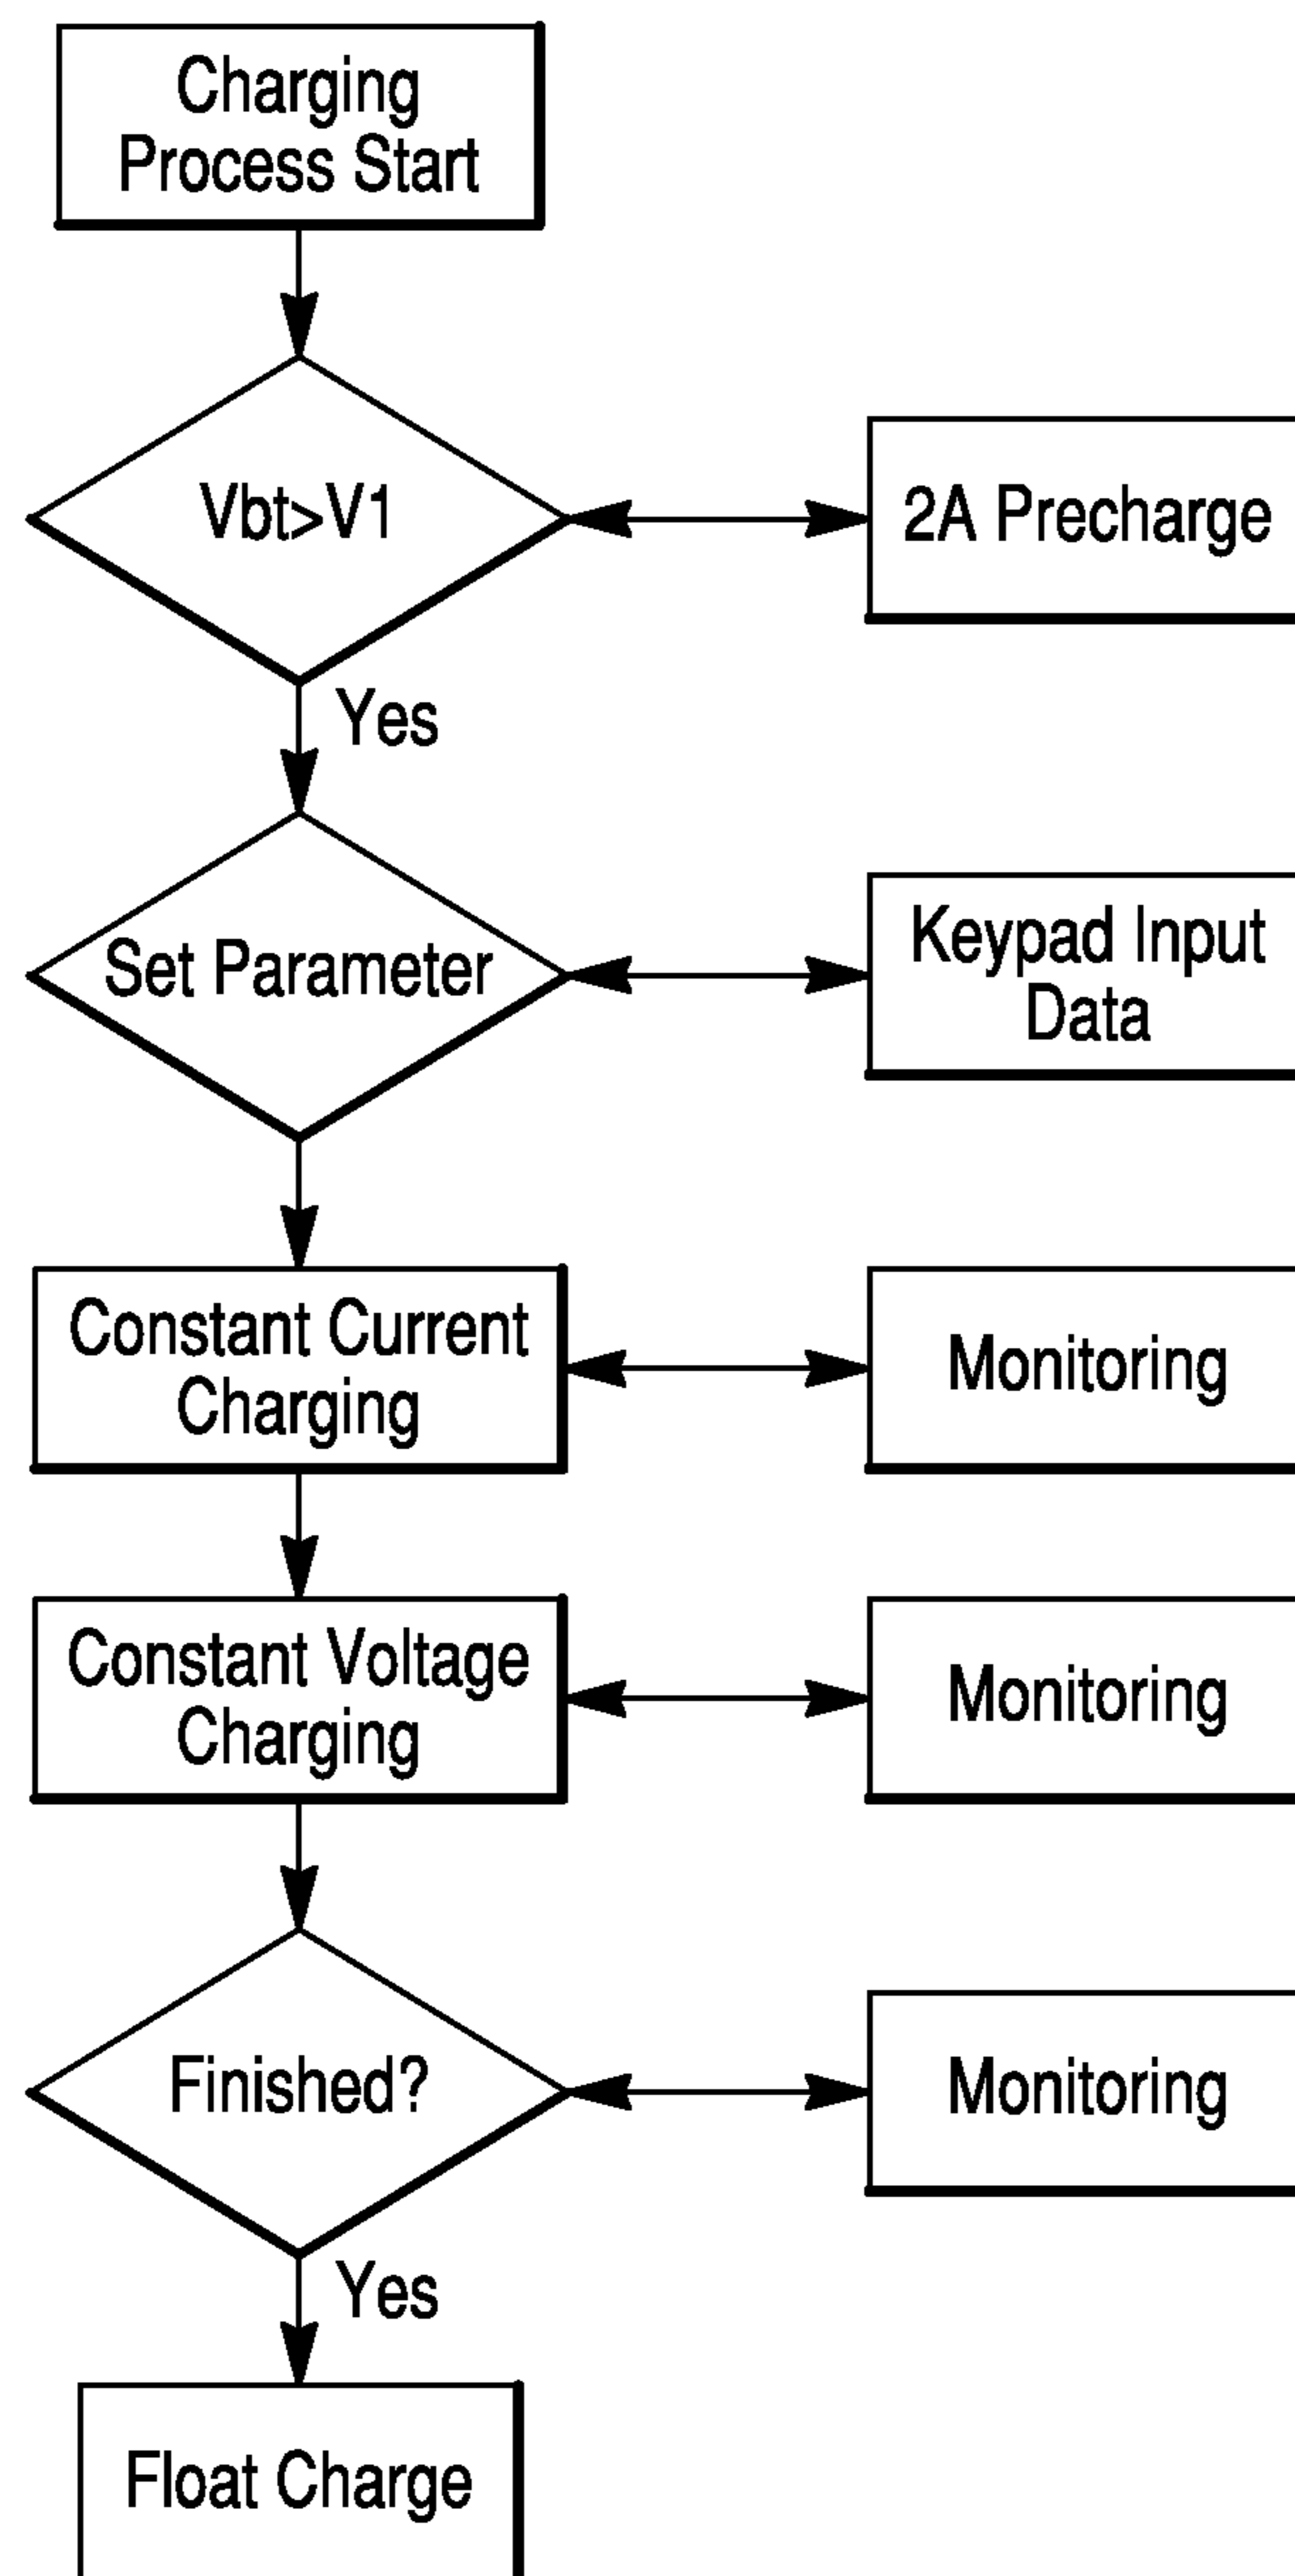 Charging
Process Start
Vbt>V1
2A Precharge
Yes
Set Parameter
Keypad Input
Data
Constant Current
Charging
Monitoring
Constant Voltage
Charging
Monitoring
Finished?
Monitoring
Yes
Float Charge